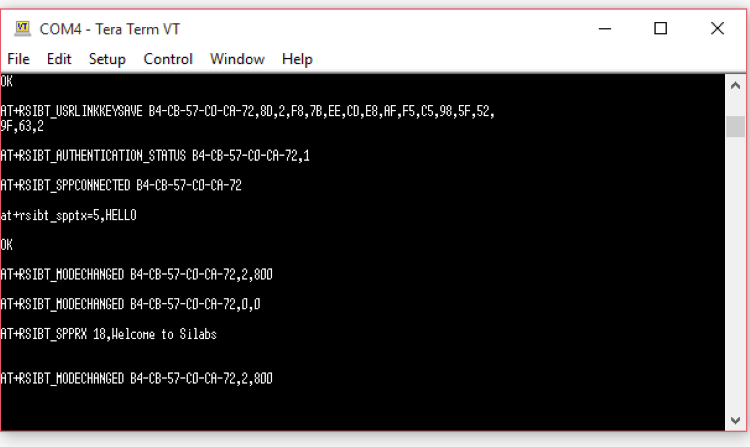 COM4 - Tera Term VT
File Edit Setup Control Window Help
OK
AT+RSIBT_USRLINKKEYSAVE B4-CB-57-C0-CA-72,8D,2,F8,7B,EE,CD,E8,AF,F5,C5,98,5F,52,
9F,63,2
AT+RSIBT_AUTHENTICATION_STATUS B4-CB-57-C0-CA-72,1
AT+RSIBT_SPPCONNECTED B4-CB-57-C0-CA-72
at+rsibt_spptx=5,HELLO
OK
AT+RSIBT_MODECHANGED B4-CB-57-C0-CA-72,2,800
AT+RSIBT_MODECHANGED B4-CB-57-C0-CA-72,0,0
AT+RSIBT_SPPRX 18,Welcome to Silabs
AT+RSIBT_MODECHANGED B4-CB-57-C0-CA-72,2,800